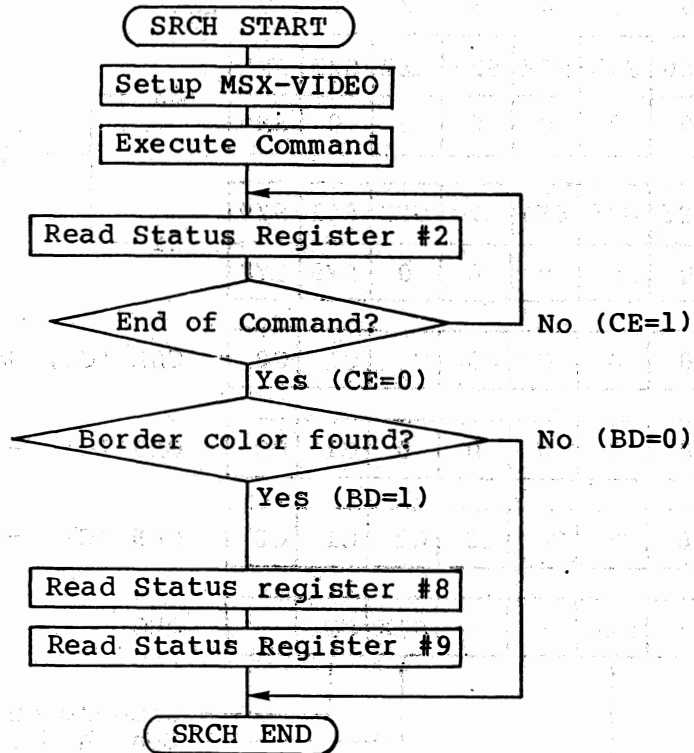 SRCH START
Setup MSX-VIDEO
Execute Command
Read Status Register #2
End of Command?
No (CE=1)
Yes (CE=0)
Border color found?
No (BD=0)
Yes (BD=1)
Read Status register #8
Read Status Register #9
SRCH END